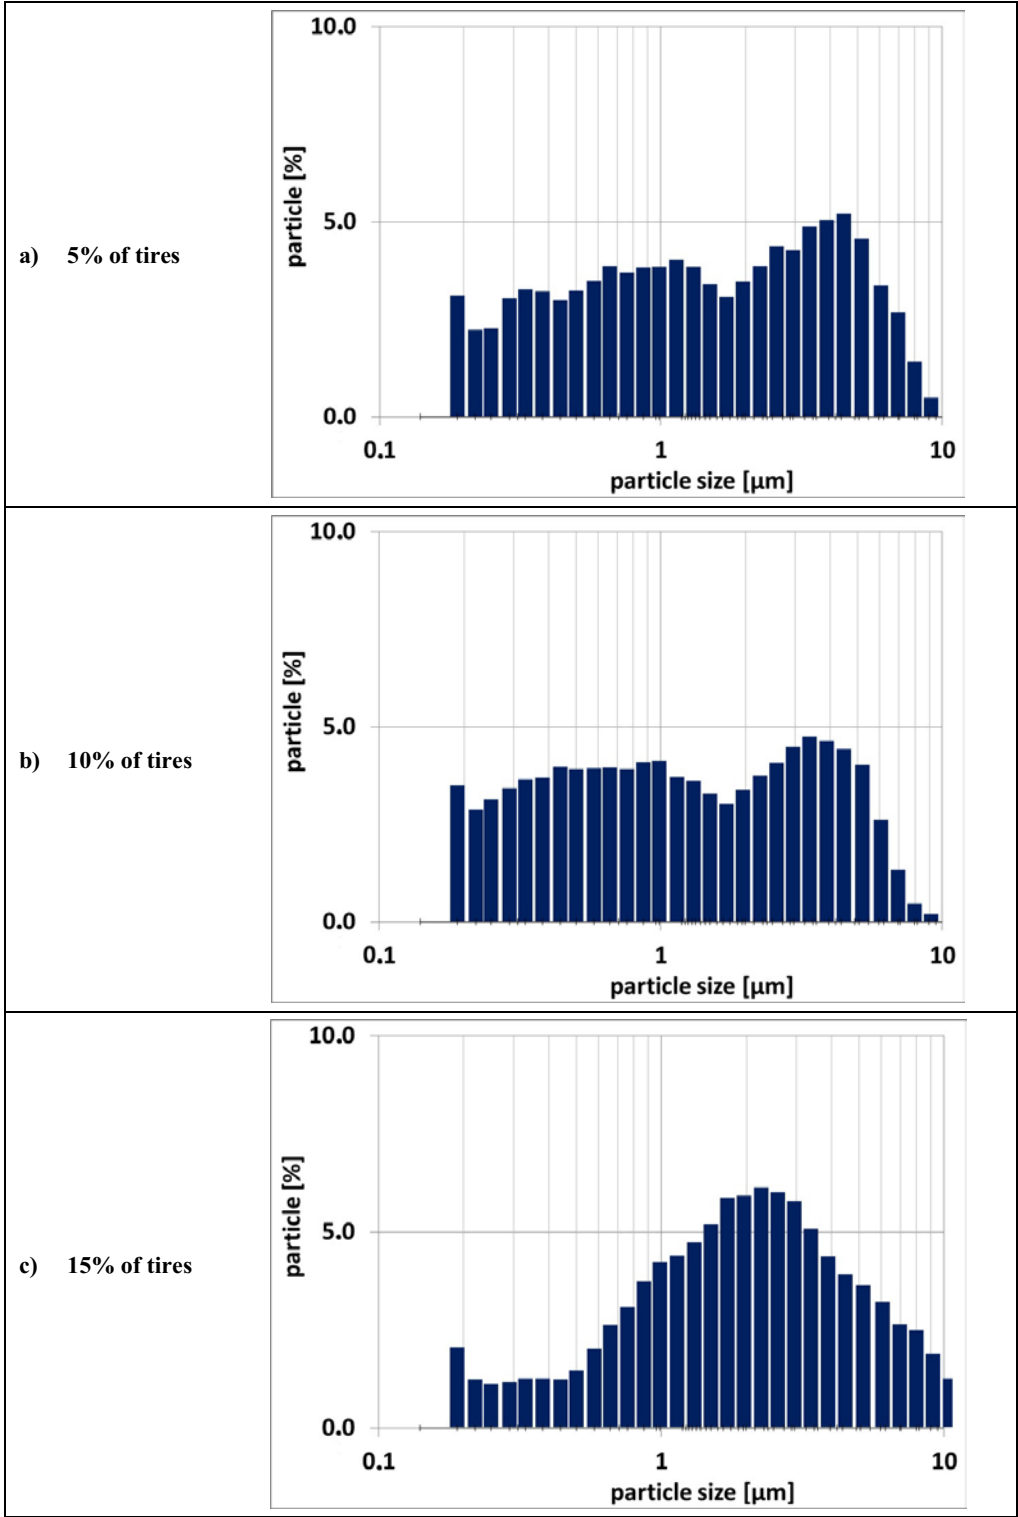 a) 5% of tires
10.0
5.0
0.0
particle [%]
0.1 1 10
particle size [µm]
b) 10% of tires
10.0
5.0
0.0
particle [%]
0.1 1 10
particle size [µm]
c) 15% of tires
10.0
5.0
0.0
particle [%]
0.1 1 10
particle size [µm]